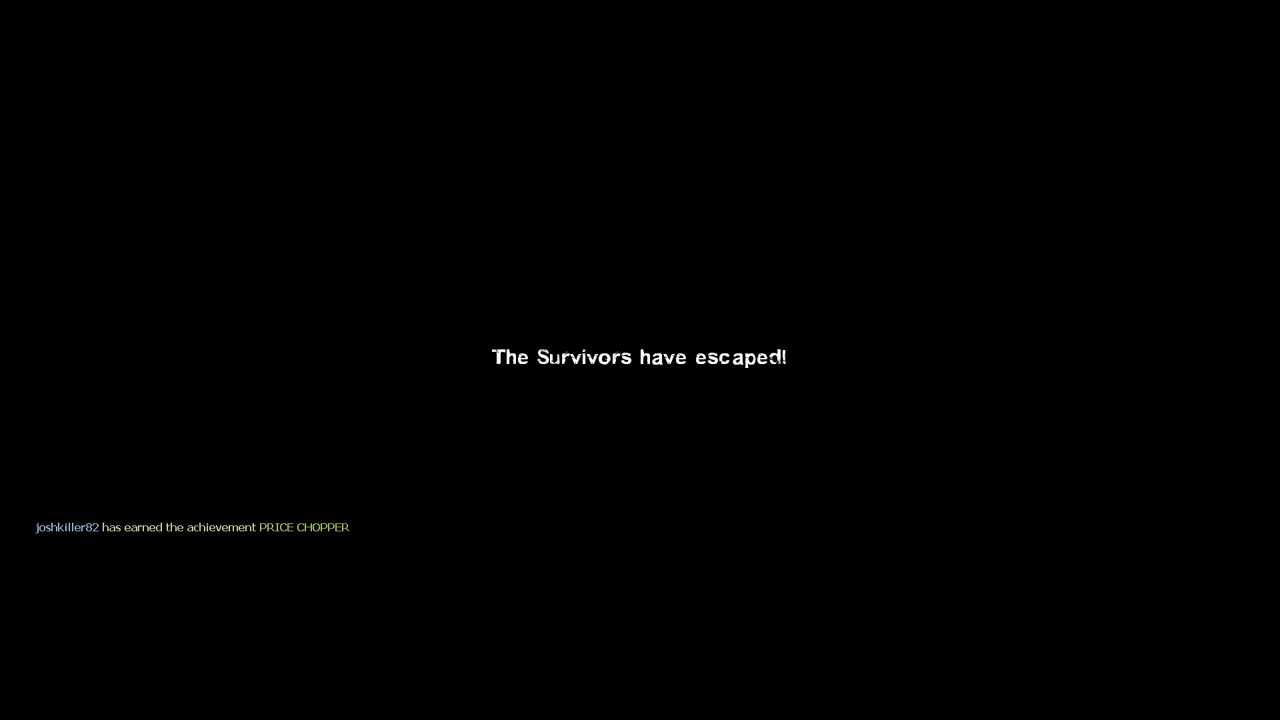 The Survivors have escaped!
joshkiller82 has earned the achievement PRICE CHOPPER